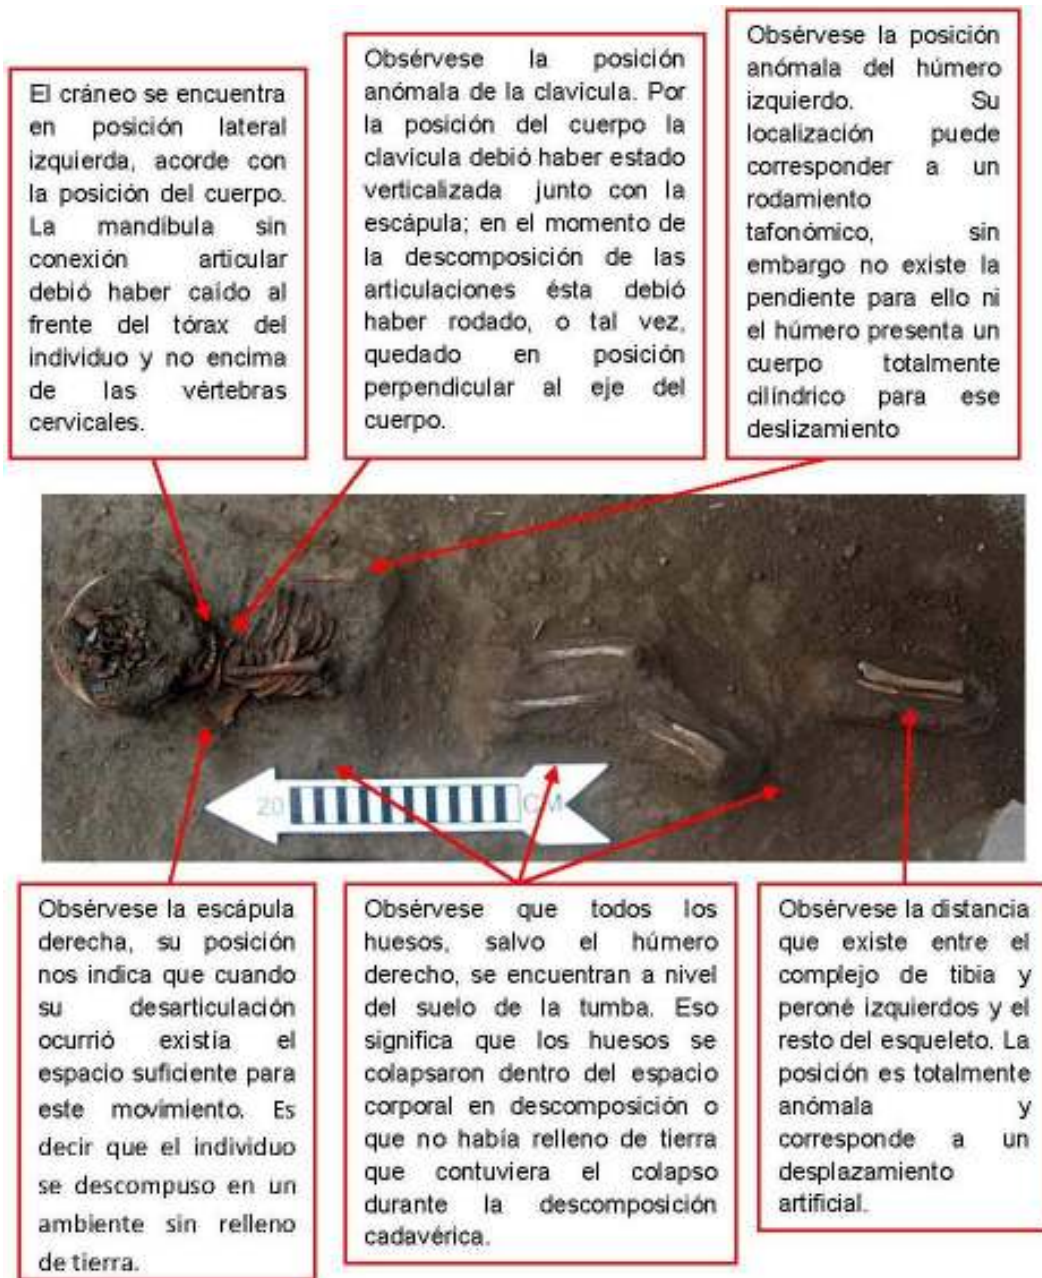 El cráneo se encuentra
en posición lateral
izquierda, acorde con
la posición del cuerpo.
La mandíbula sin
conexión articular
debió haber caído al
frente del tórax del
individuo y no encima
de las vértebras
cervicales.
Obsérvese la posición
anómala de la clavicula. Por
la posición del cuerpo la
clavícula debió haber estado
verticalizada junto con la
escápula; en el momento de
la descomposición de las
articulaciones ésta debió
haber rodado, o tal vez,
quedado en posición
perpendicular al eje del
cuerpo.
Obsérvese la posición
anómala del húmero
izquierdo. Su
localización puede
corresponder a un
rodamiento
tafonómico, sin
embargo no existe la
pendiente para ello ni
el húmero presenta un
cuerpo totalmente
cilíndrico para ese
deslizamiento
20 CM
Obsérvese la escápula
derecha, su posición
nos indica que cuando
su desarticulación
ocurrió existía el
espacio suficiente para
este movimiento. Es
decir que el individuo
se descompuso en un
ambiente sin relleno
de tierra.
Obsérvese que todos los
huesos, salvo el húmero
derecho, se encuentran a nivel
del suelo de la tumba. Eso
significa que los huesos se
colapsaron dentro del espacio
corporal en descomposición o
que no había relleno de tierra
que contuviera el colapso
durante la descomposición
cadavérica.
Obsérvese la distancia
que existe entre el
complejo de tibia y
peroné izquierdos y el
resto del esqueleto. La
posición es totalmente
anómala y
corresponde a un
desplazamiento
artificial.